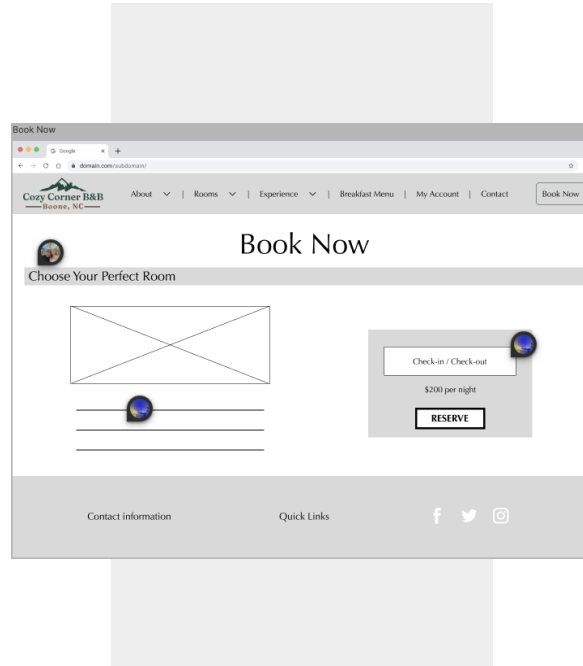 Book Now
Google
domain.com/subdomain/
Cozy Corner B&B
Boone, NC
About | Rooms | Experience | Breakfast Menu | My Account | Contact
Book Now
Book Now
Choose Your Perfect Room
Check-in / Check-out
$200 per night
RESERVE
Contact information
Quick Links